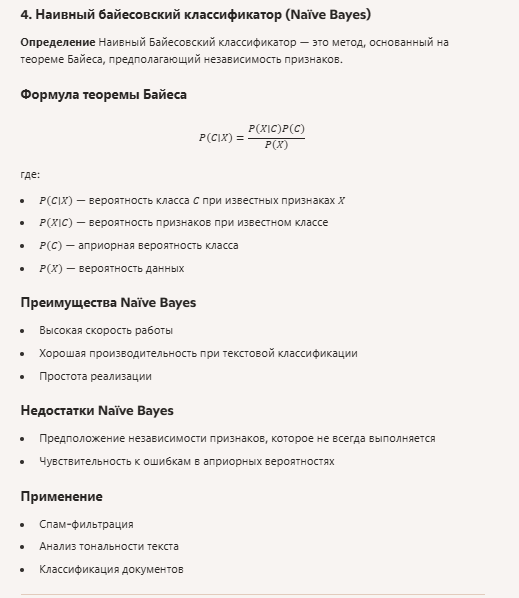 4. Наивный байесовский классификатор (Naïve Bayes)
Определение Наивный Байесовский классификатор — это метод, основанный на
теореме Байеса, предполагающий независимость признаков.
Формула теоремы Байеса
P(C|X) = P(X|C)P(C) / P(X)
где:
• P(C|X) — вероятность класса C при известных признаках X
• P(X|C) — вероятность признаков при известном классе
• P(C) — априорная вероятность класса
• P(X) — вероятность данных
Преимущества Naïve Bayes
• Высокая скорость работы
• Хорошая производительность при текстовой классификации
• Простота реализации
Недостатки Naïve Bayes
• Предположение независимости признаков, которое не всегда выполняется
• Чувствительность к ошибкам в априорных вероятностях
Применение
• Спам-фильтрация
• Анализ тональности текста
• Классификация документов